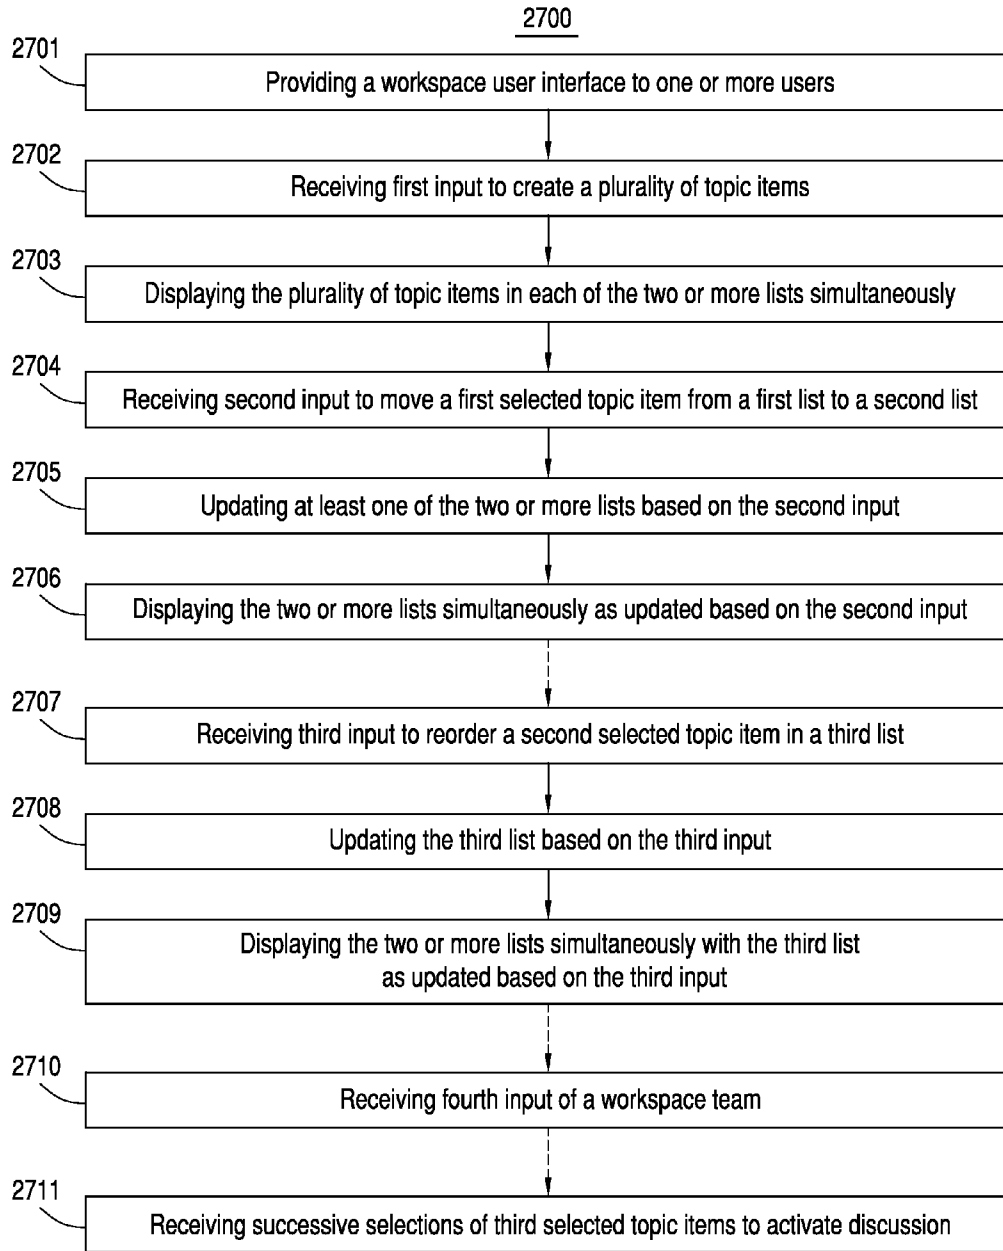 2700
2701
Providing a workspace user interface to one or more users
2702
Receiving first input to create a plurality of topic items
2703
Displaying the plurality of topic items in each of the two or more lists simultaneously
2704
Receiving second input to move a first selected topic item from a first list to a second list
2705
Updating at least one of the two or more lists based on the second input
2706
Displaying the two or more lists simultaneously as updated based on the second input
2707
Receiving third input to reorder a second selected topic item in a third list
2708
Updating the third list based on the third input
2709
Displaying the two or more lists simultaneously with the third list
as updated based on the third input
2710
Receiving fourth input of a workspace team
2711
Receiving successive selections of third selected topic items to activate discussion